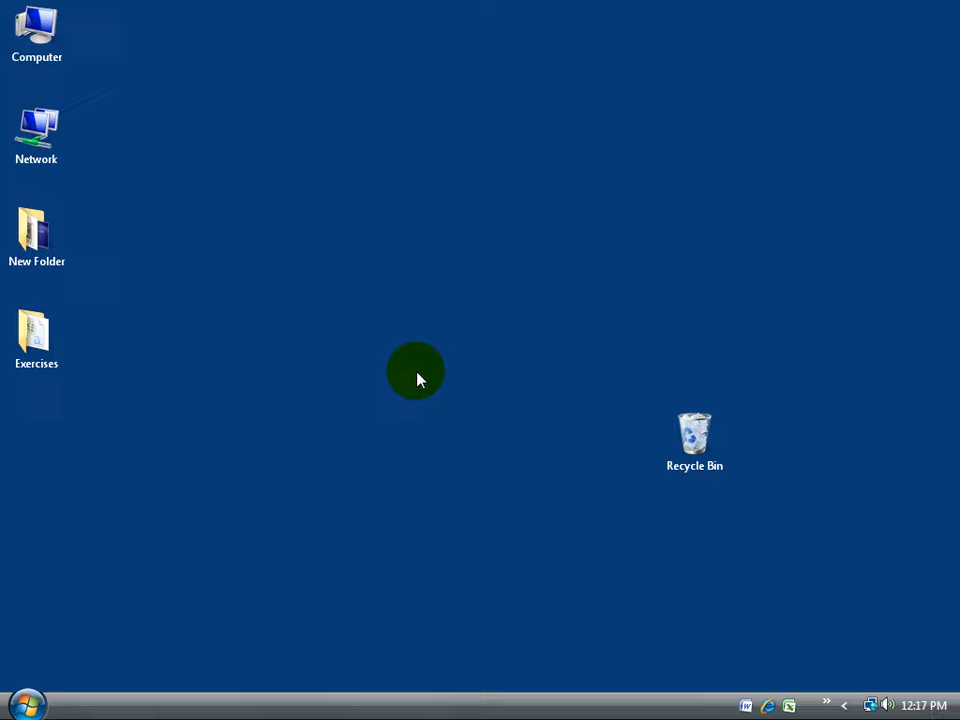 Computer
Network
New Folder
Exercises
Recycle Bin
12:17 PM